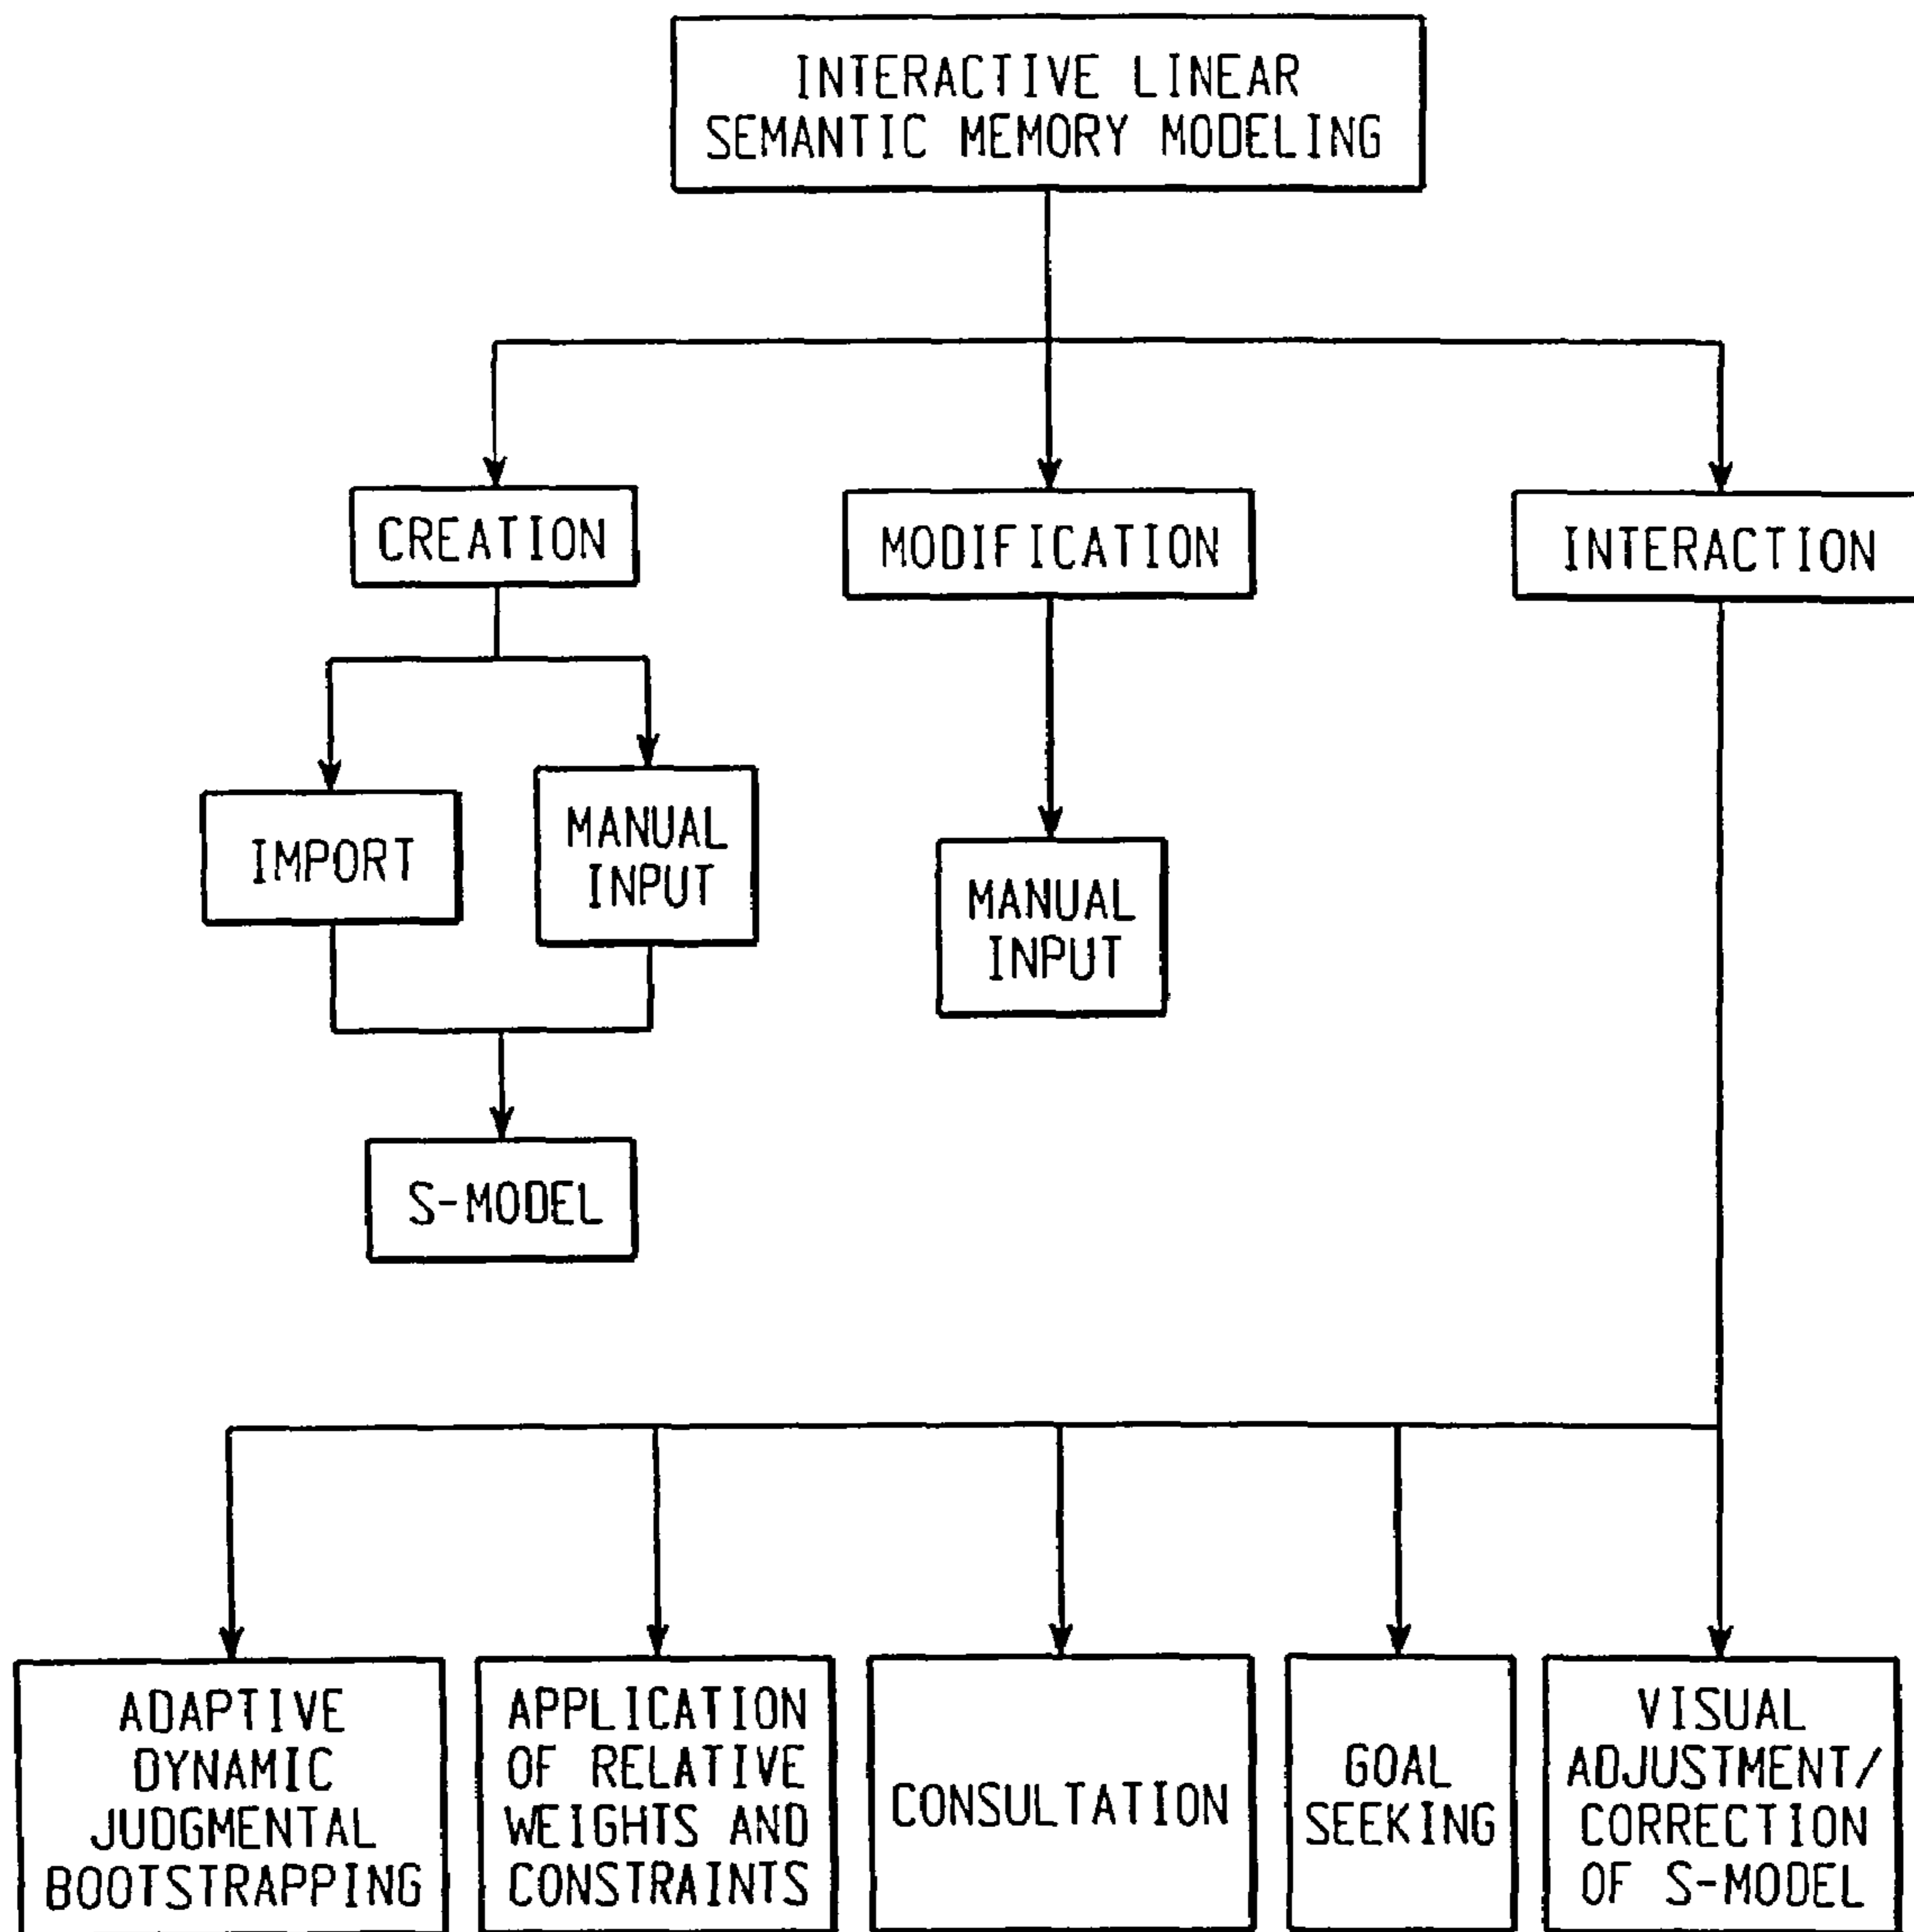 INTERACTIVE LINEAR
SEMANTIC MEMORY MODELING
CREATION
MODIFICATION
INTERACTION
IMPORT
MANUAL
INPUT
MANUAL
INPUT
S-MODEL
ADAPTIVE
DYNAMIC
JUDGMENTAL
BOOTSTRAPPING
APPLICATION
OF RELATIVE
WEIGHTS AND
CONSTRAINTS
CONSULTATION
GOAL
SEEKING
VISUAL
ADJUSTMENT/
CORRECTION
OF S-MODEL